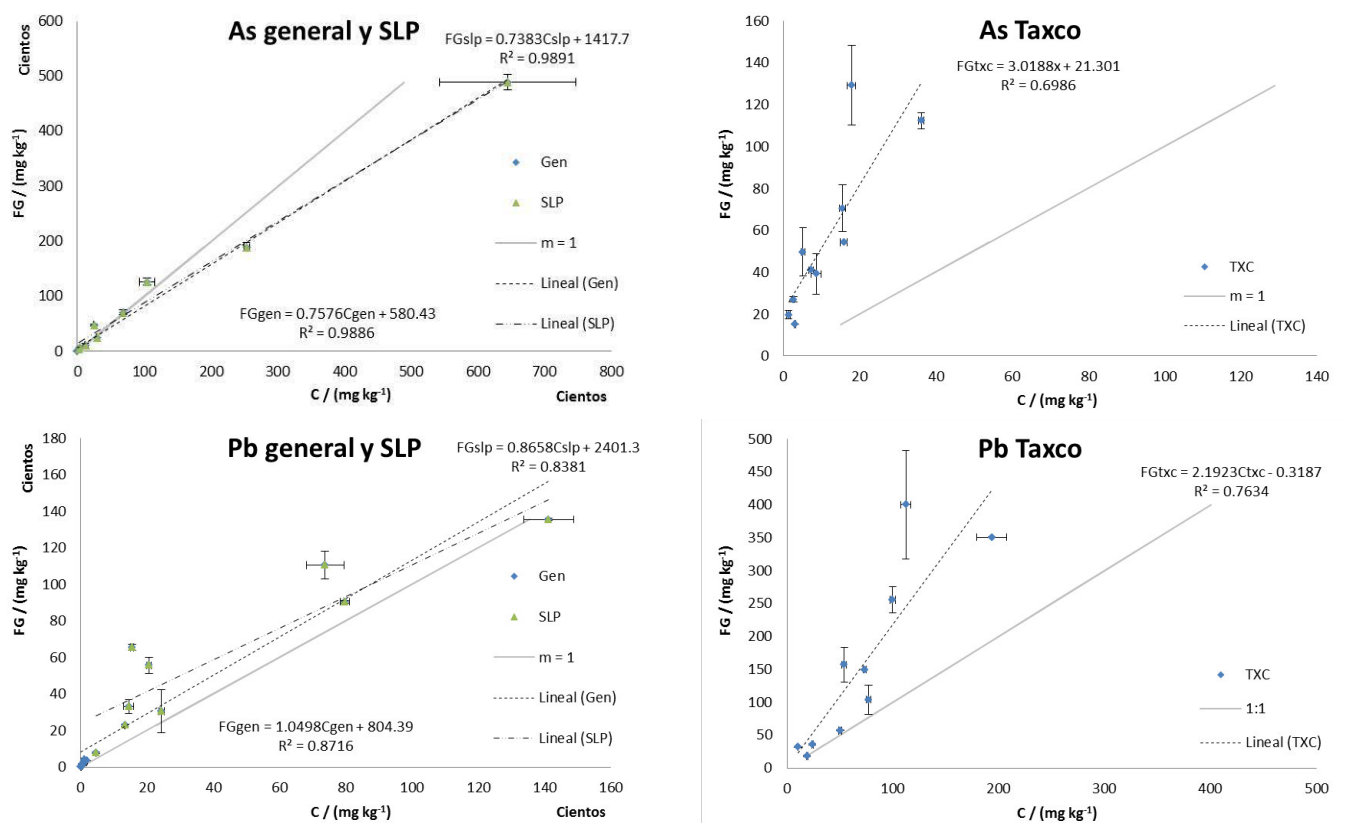 As general y SLP
Cientos
FG / (mg kg⁻¹)
600
500
400
300
200
100
0
FGslp = 0.7383Cslp + 1417.7
R² = 0.9891
Gen
SLP
m = 1
Lineal (Gen)
Lineal (SLP)
FGgen = 0.7576Cgen + 580.43
R² = 0.9886
0 100 200 300 400 500 600 700 800
C / (mg kg⁻¹)
Cientos
As Taxco
FG / (mg kg⁻¹)
160
140
120
100
80
60
40
20
0
FGtxc = 3.0188x + 21.301
R² = 0.6986
TXC
m = 1
Lineal (TXC)
0 20 40 60 80 100 120 140
C / (mg kg⁻¹)
Pb general y SLP
Cientos
FG / (mg kg⁻¹)
180
160
140
120
100
80
60
40
20
0
FGslp = 0.8658Cslp + 2401.3
R² = 0.8381
Gen
SLP
m = 1
Lineal (Gen)
Lineal (SLP)
FGgen = 1.0498Cgen + 804.39
R² = 0.8716
0 20 40 60 80 100 120 140 160
C / (mg kg⁻¹)
Cientos
Pb Taxco
FG / (mg kg⁻¹)
500
450
400
350
300
250
200
150
100
50
0
FGtxc = 2.1923Ctxc - 0.3187
R² = 0.7634
TXC
1:1
Lineal (TXC)
0 100 200 300 400 500
C / (mg kg⁻¹)